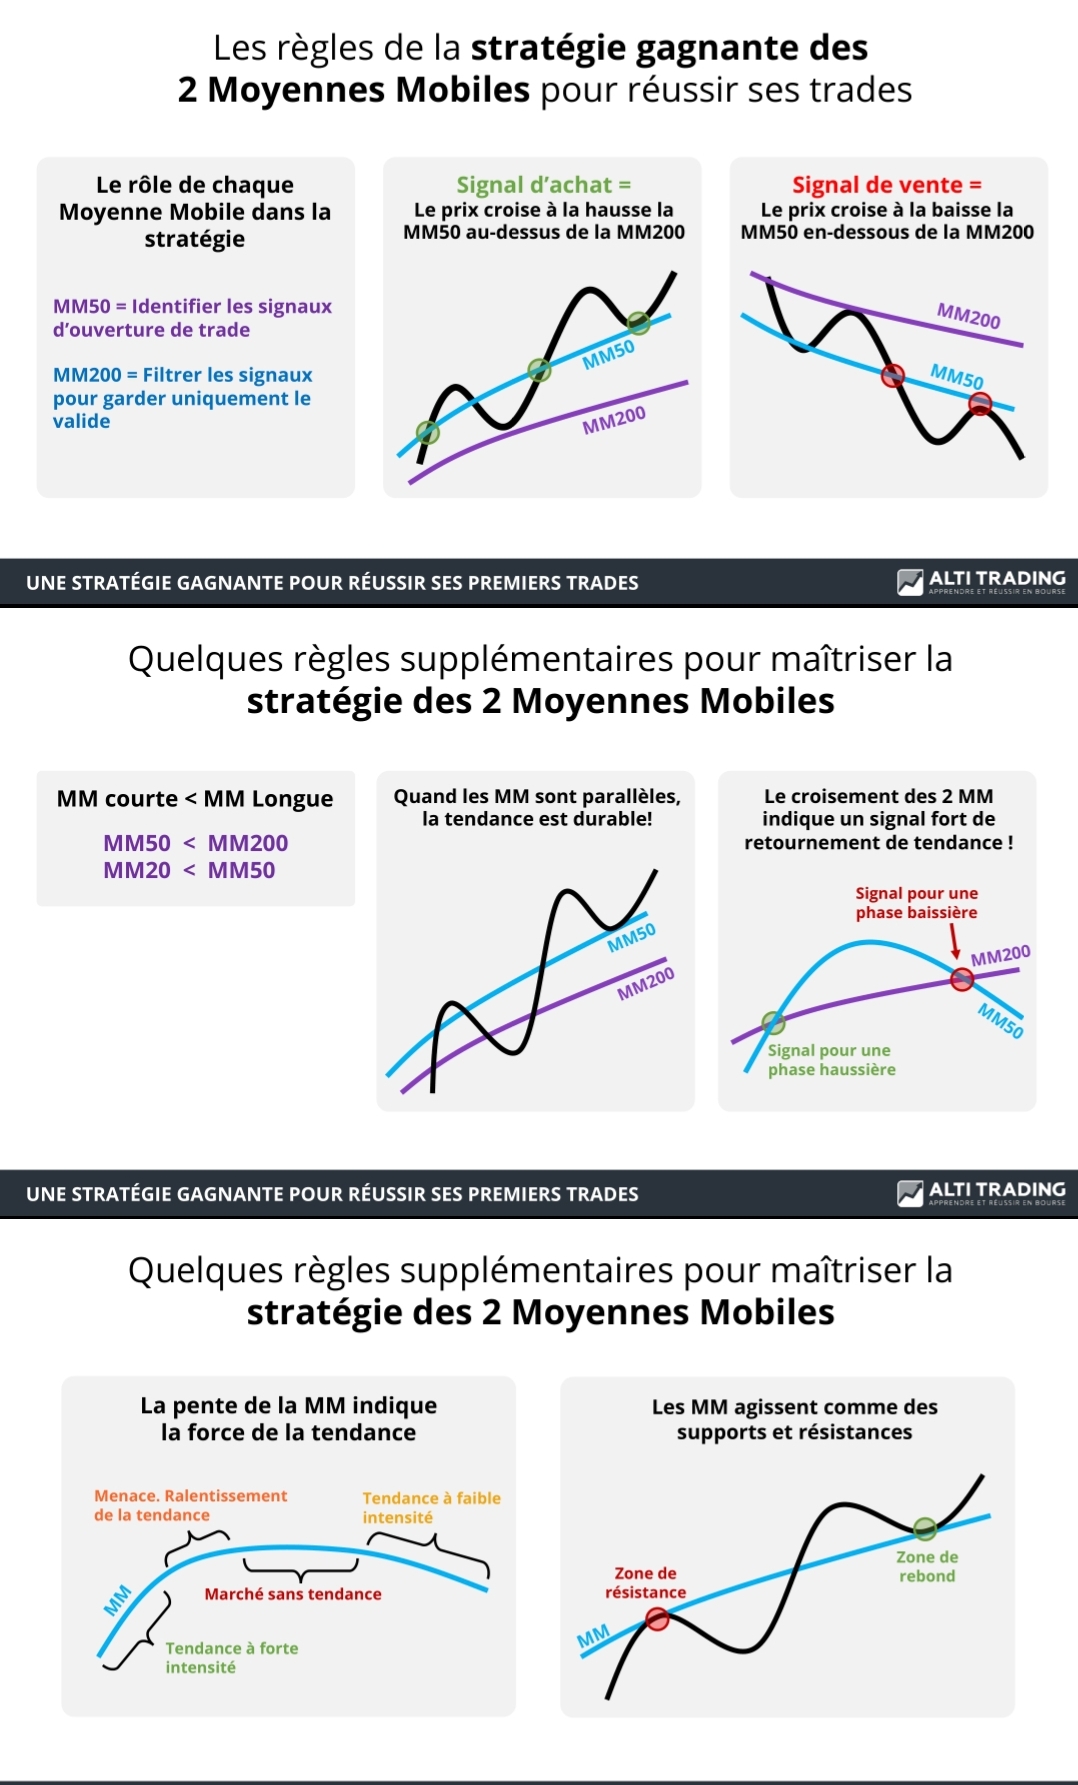 Les règles de la stratégie gagnante des
2 Moyennes Mobiles pour réussir ses trades
Le rôle de chaque
Moyenne Mobile dans la
stratégie
MM50 = Identifier les signaux
d'ouverture de trade
MM200 = Filtrer les signaux
pour garder uniquement le
valide
Signal d'achat =
Le prix croise à la hausse la
MM50 au-dessus de la MM200
MM50
MM200
Signal de vente =
Le prix croise à la baisse la
MM50 en-dessous de la MM200
MM200
MM50
UNE STRATÉGIE GAGNANTE POUR RÉUSSIR SES PREMIERS TRADES
ALTI TRADING
APPRENDRE ET RÉUSSIR EN BOURSE
Quelques règles supplémentaires pour maîtriser la
stratégie des 2 Moyennes Mobiles
MM courte < MM Longue
MM50 < MM200
MM20 < MM50
Quand les MM sont parallèles,
la tendance est durable!
MM50
MM200
Le croisement des 2 MM
indique un signal fort de
retournement de tendance !
Signal pour une
phase baissière
MM200
MM50
Signal pour une
phase haussière
UNE STRATÉGIE GAGNANTE POUR RÉUSSIR SES PREMIERS TRADES
ALTI TRADING
APPRENDRE ET RÉUSSIR EN BOURSE
Quelques règles supplémentaires pour maîtriser la
stratégie des 2 Moyennes Mobiles
La pente de la MM indique
la force de la tendance
Menace. Ralentissement
de la tendance
Tendance à faible
intensité
Marché sans tendance
MM
Tendance à forte
intensité
Les MM agissent comme des
supports et résistances
Zone de
rebond
Zone de
résistance
MM